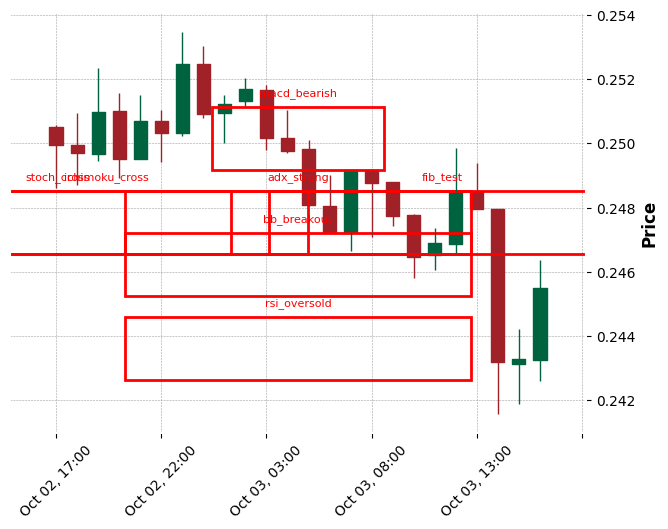 0.254
0.252
macd_bearish
0.250
stoch_cross ichimoku_cross adx_strong fib_test
0.248
bb_breakout
Price
0.246
rsi_oversold
0.244
0.242
Oct 02, 17:00
Oct 02, 22:00
Oct 03, 03:00
Oct 03, 08:00
Oct 03, 13:00